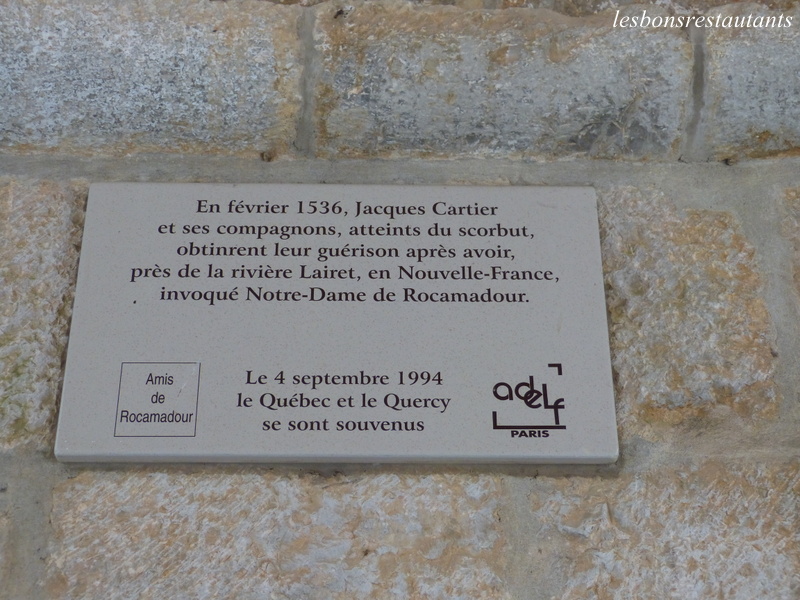 lesbonsrestautants
En février 1536, Jacques Cartier
et ses compagnons, atteints du scorbut,
obtinrent leur guérison après avoir,
près de la rivière Lairet, en Nouvelle-France,
invoqué Notre-Dame de Rocamadour.
Amis
de
Rocamadour
Le 4 septembre 1994
le Québec et le Quercy
se sont souvenus
adeLf
PARIS